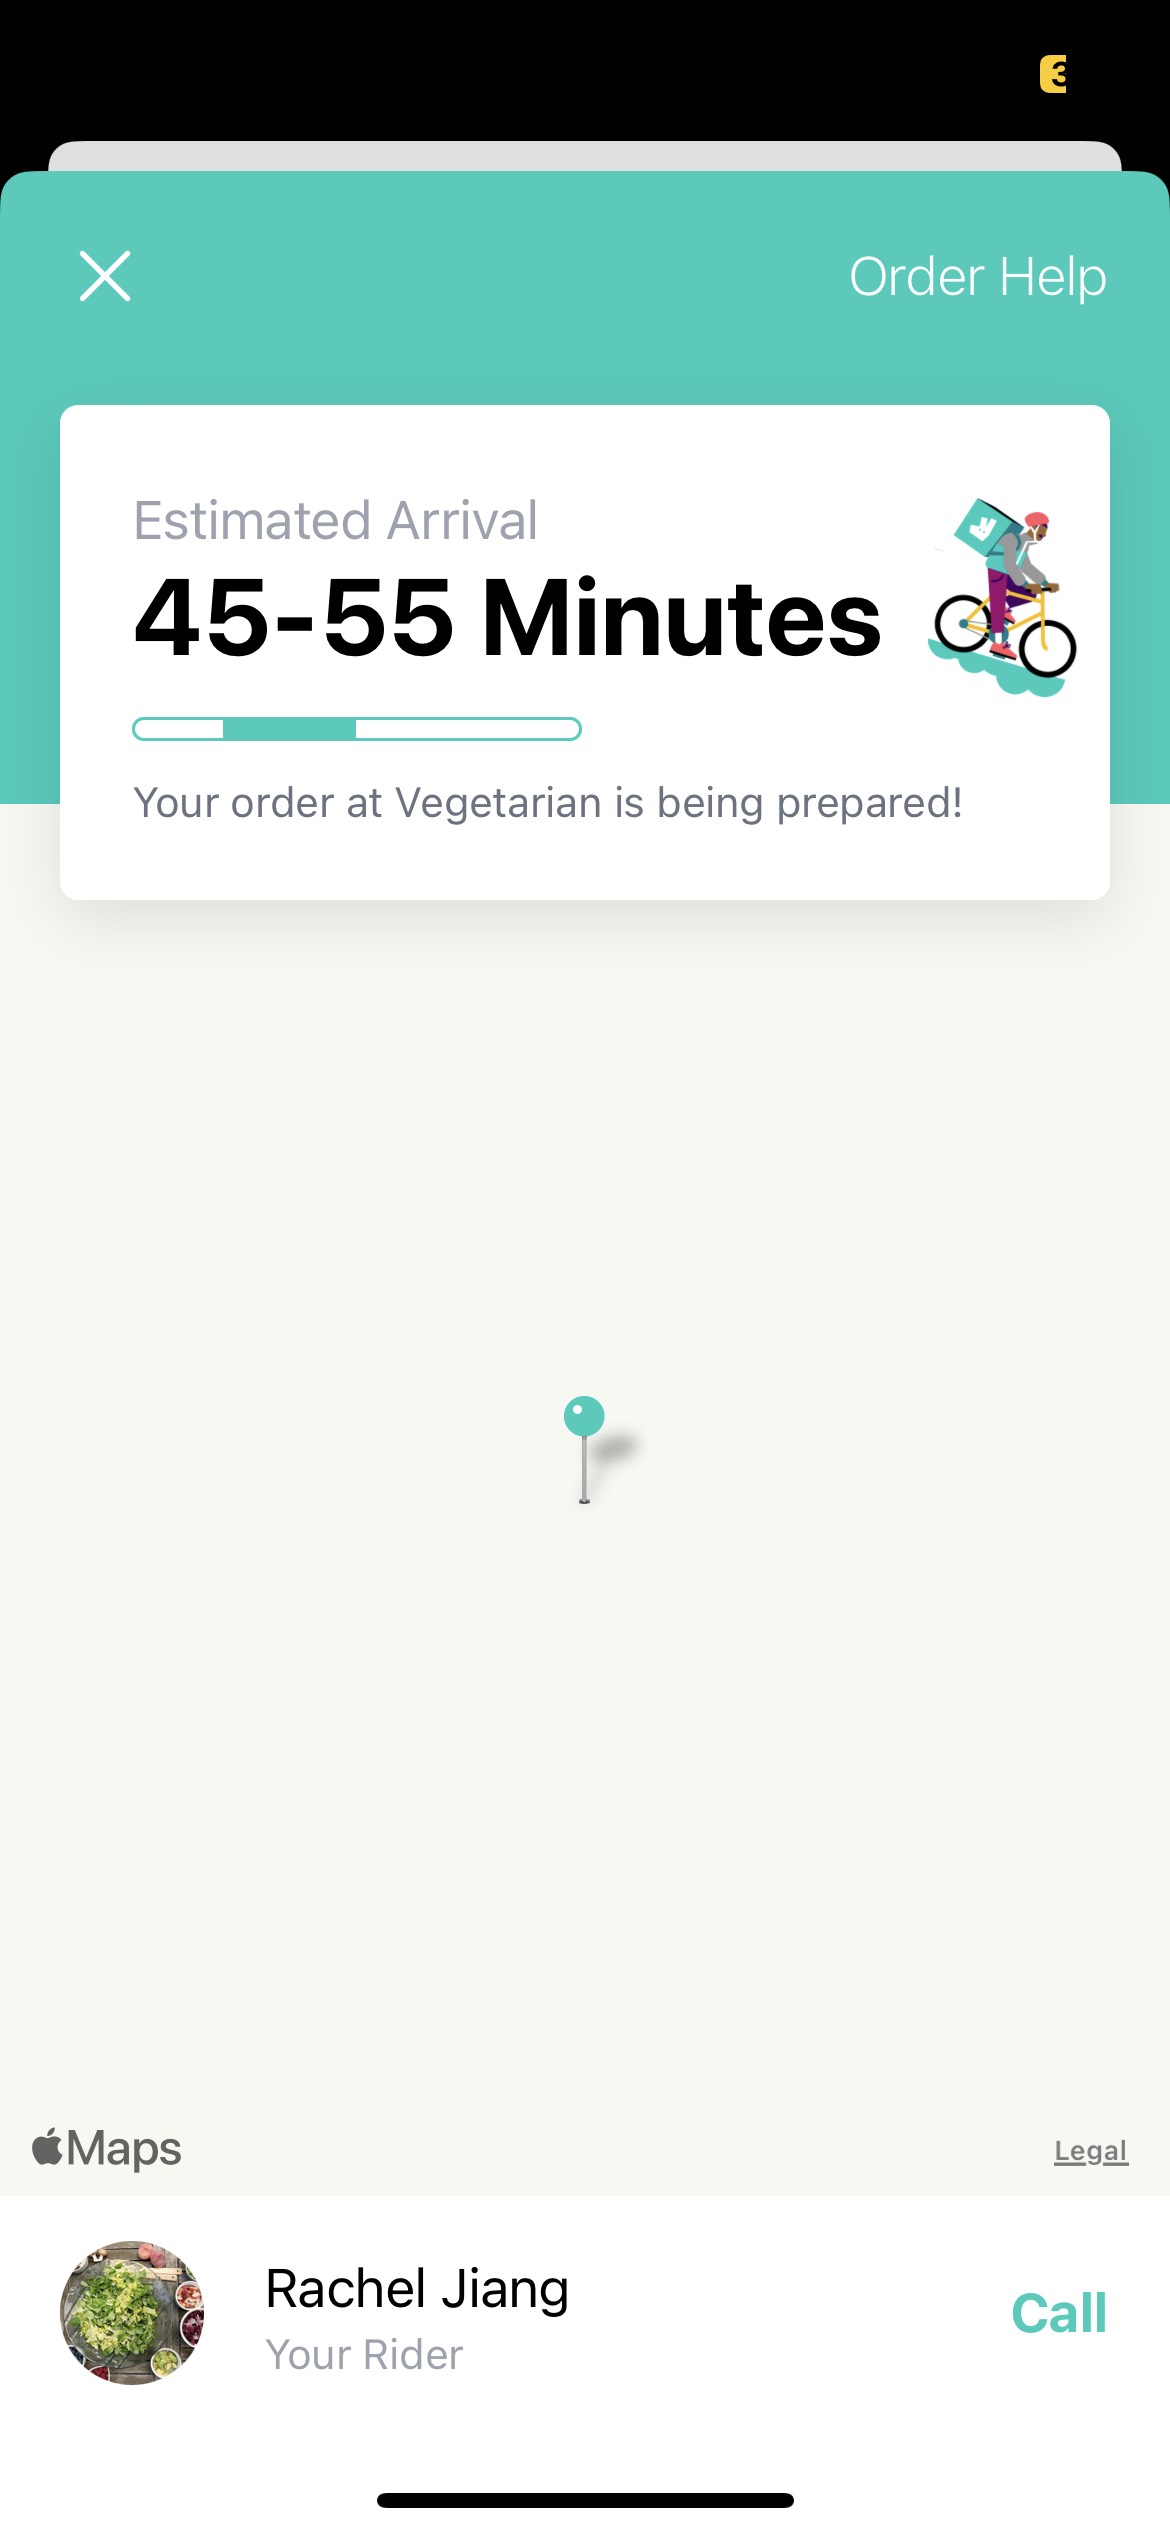 Order Help
Estimated Arrival
45-55 Minutes
Your order at Vegetarian is being prepared!
Maps
Legal
Rachel Jiang
Your Rider
Call